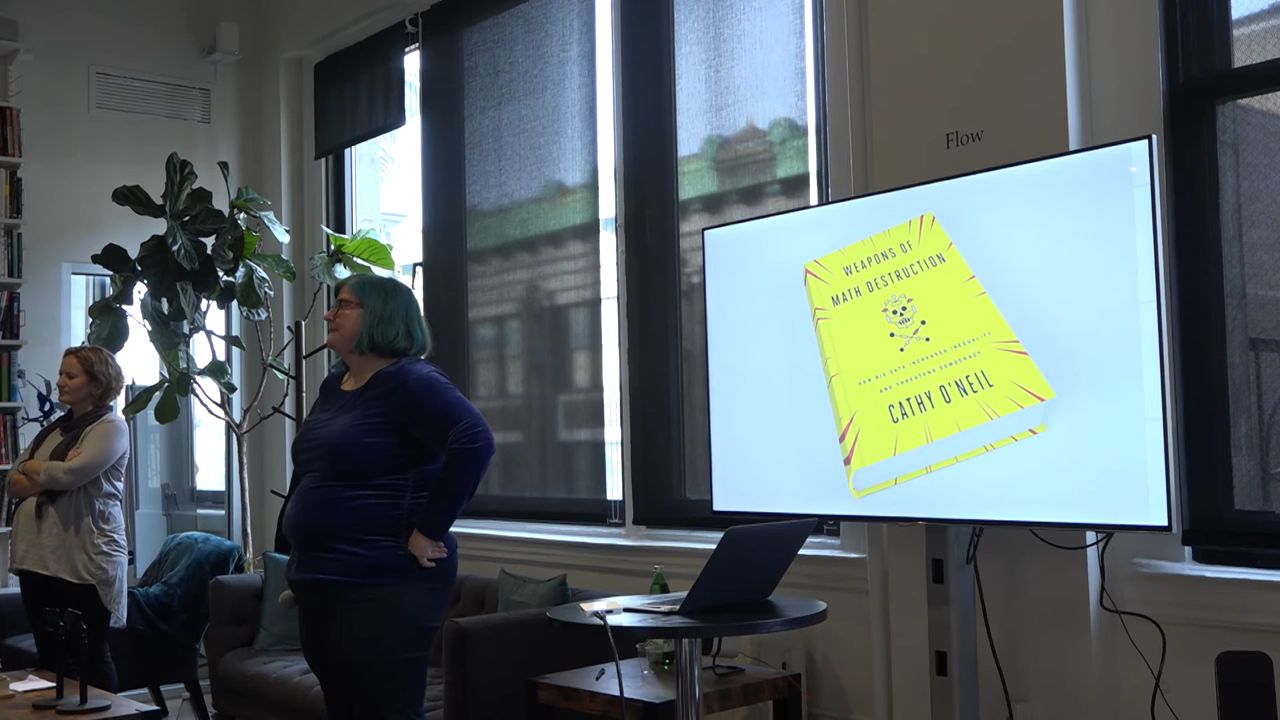 Flow
WEAPONS OF
MATH DESTRUCTION
HOW BIG DATA INCREASES INEQUALITY
AND THREATENS DEMOCRACY
CATHY O'NEIL